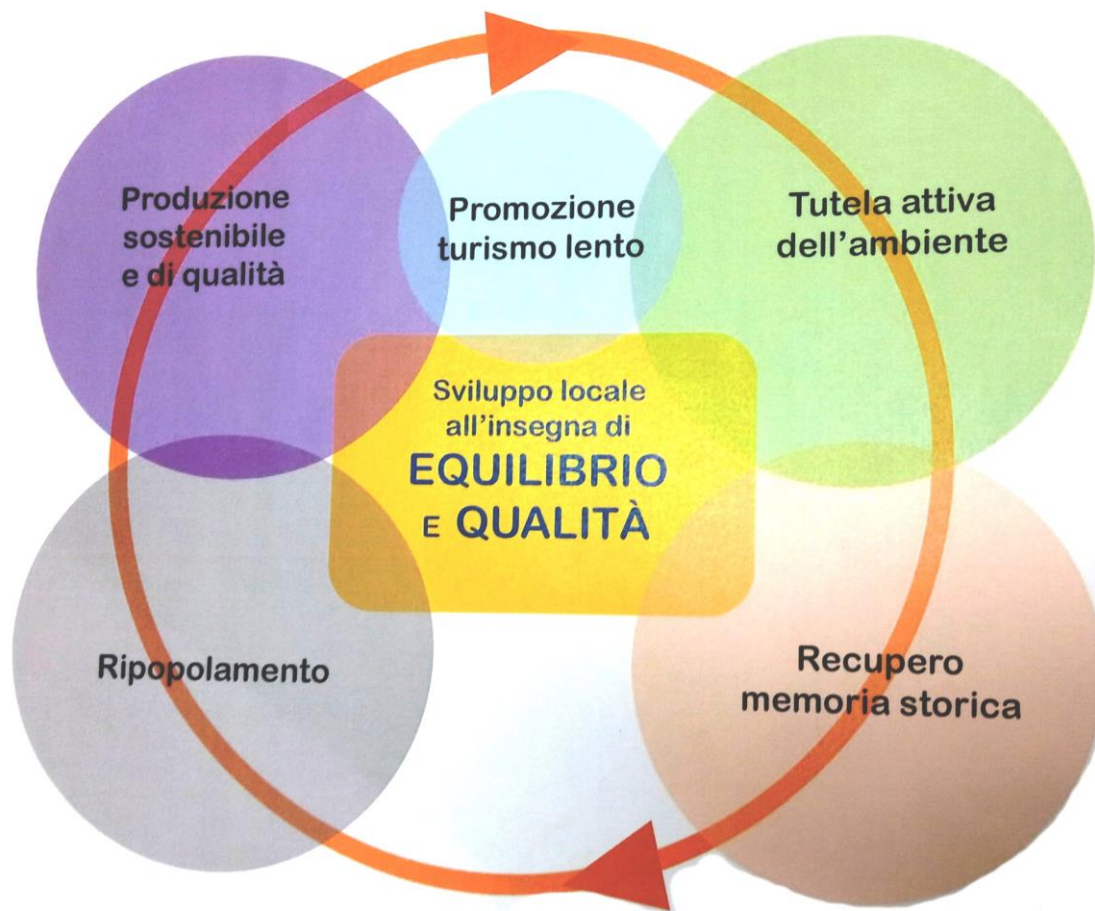 Produzione
sostenibile
e di qualità
Promozione
turismo lento
Tutela attiva
dell'ambiente
Sviluppo locale
all'insegna di
EQUILIBRIO
E QUALITÀ
Ripopolamento
Recupero
memoria storica